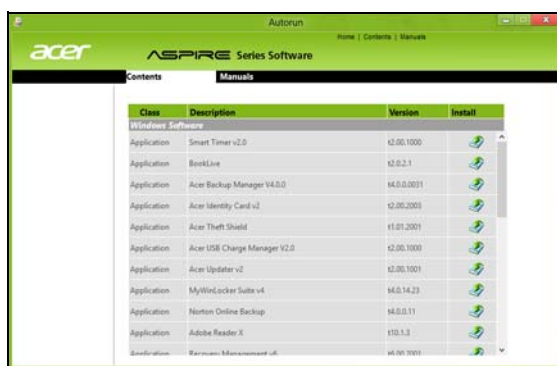 Autorun
Home | Contents | Manuals
acer
ASPIRE Series Software
Contents Manuals
Class Description Version Install
Windows Software
Application Smart Timer v2.0 t2.00.1000
Application BookLive t2.0.2.1
Application Acer Backup Manager V4.0.0 t4.0.0.0031
Application Acer Identity Card v2 t2.00.2003
Application Acer Theft Shield t1.01.2001
Application Acer USB Charge Manager V2.0 t2.00.1000
Application Acer Updater v2 t2.00.1001
Application MyWinLocker Suite v4 t4.0.14.23
Application Norton Online Backup t4.0.0.11
Application Adobe Reader X t10.1.3
Application Recovery Management v6